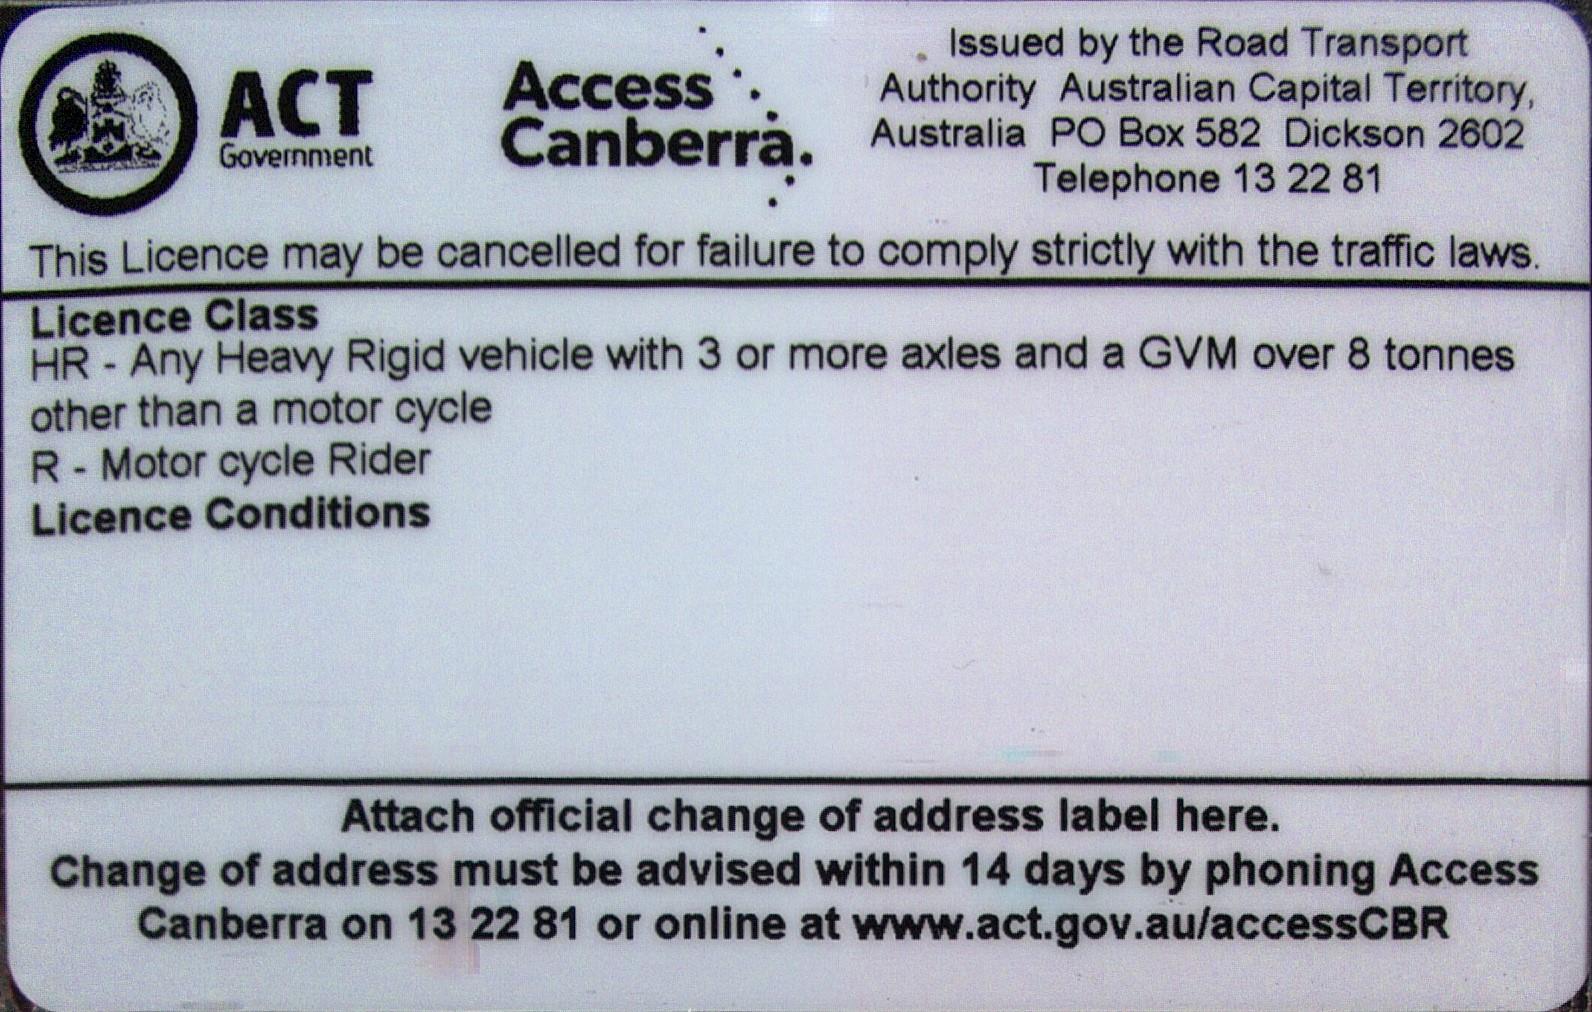 ACT
Government
Access
Canberra.
Issued by the Road Transport
Authority Australian Capital Territory,
Australia PO Box 582 Dickson 2602
Telephone 13 22 81
This Licence may be cancelled for failure to comply strictly with the traffic laws.
Licence Class
HR - Any Heavy Rigid vehicle with 3 or more axles and a GVM over 8 tonnes
other than a motor cycle
R - Motor cycle Rider
Licence Conditions
Attach official change of address label here.
Change of address must be advised within 14 days by phoning Access
Canberra on 13 22 81 or online at www.act.gov.au/accessCBR